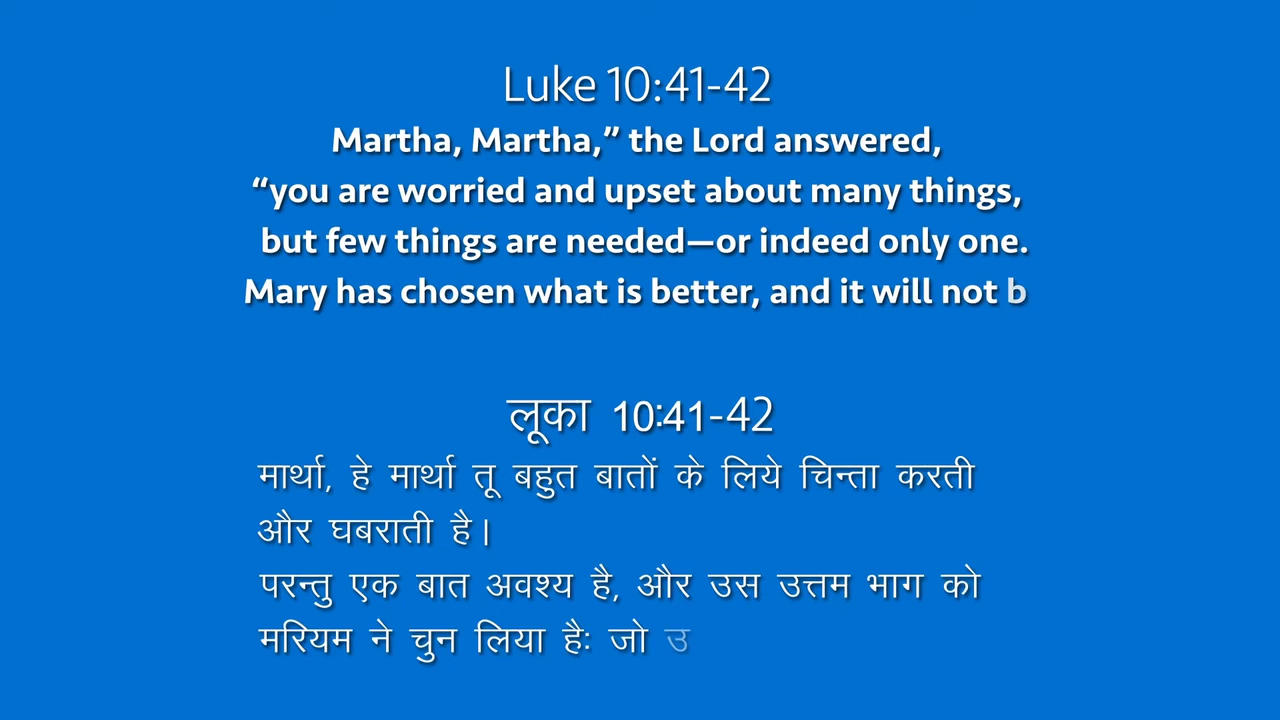 Luke 10:41-42
Martha, Martha,” the Lord answered,
“you are worried and upset about many things,
but few things are needed—or indeed only one.
Mary has chosen what is better, and it will not b
लूका 10:41-42
मार्था, हे मार्था तू बहुत बातों के लिये चिन्ता करती
और घबराती है।
परन्तु एक बात अवश्य है, और उस उत्तम भाग को
मरियम ने चुन लिया हैः जो उ